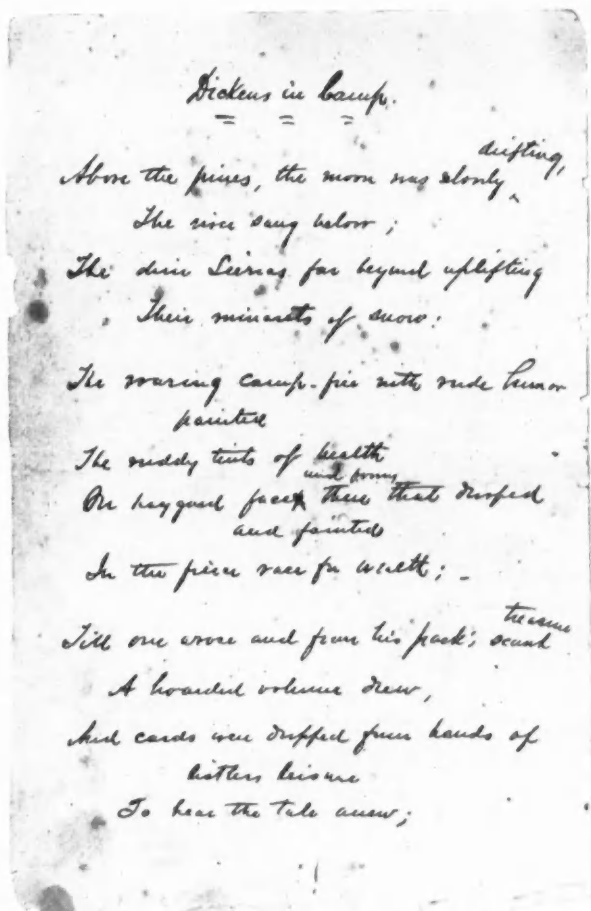 Dickens in Camp.
Above the pines, the moon was slowly drifting,
The river sang below;
The dim Sierras far beyond uplifting
Their minarets of snow:
The roaring camp-fire with rude humor
painted
The ruddy tints of health
On haggard face and forms there that drooped
and fainted
In the fierce race for wealth;
Till one arose and from his pack's scant treasure
A hoarded volume drew,
And cards were dropped from hands of
listless leisure
To hear the tale anew;